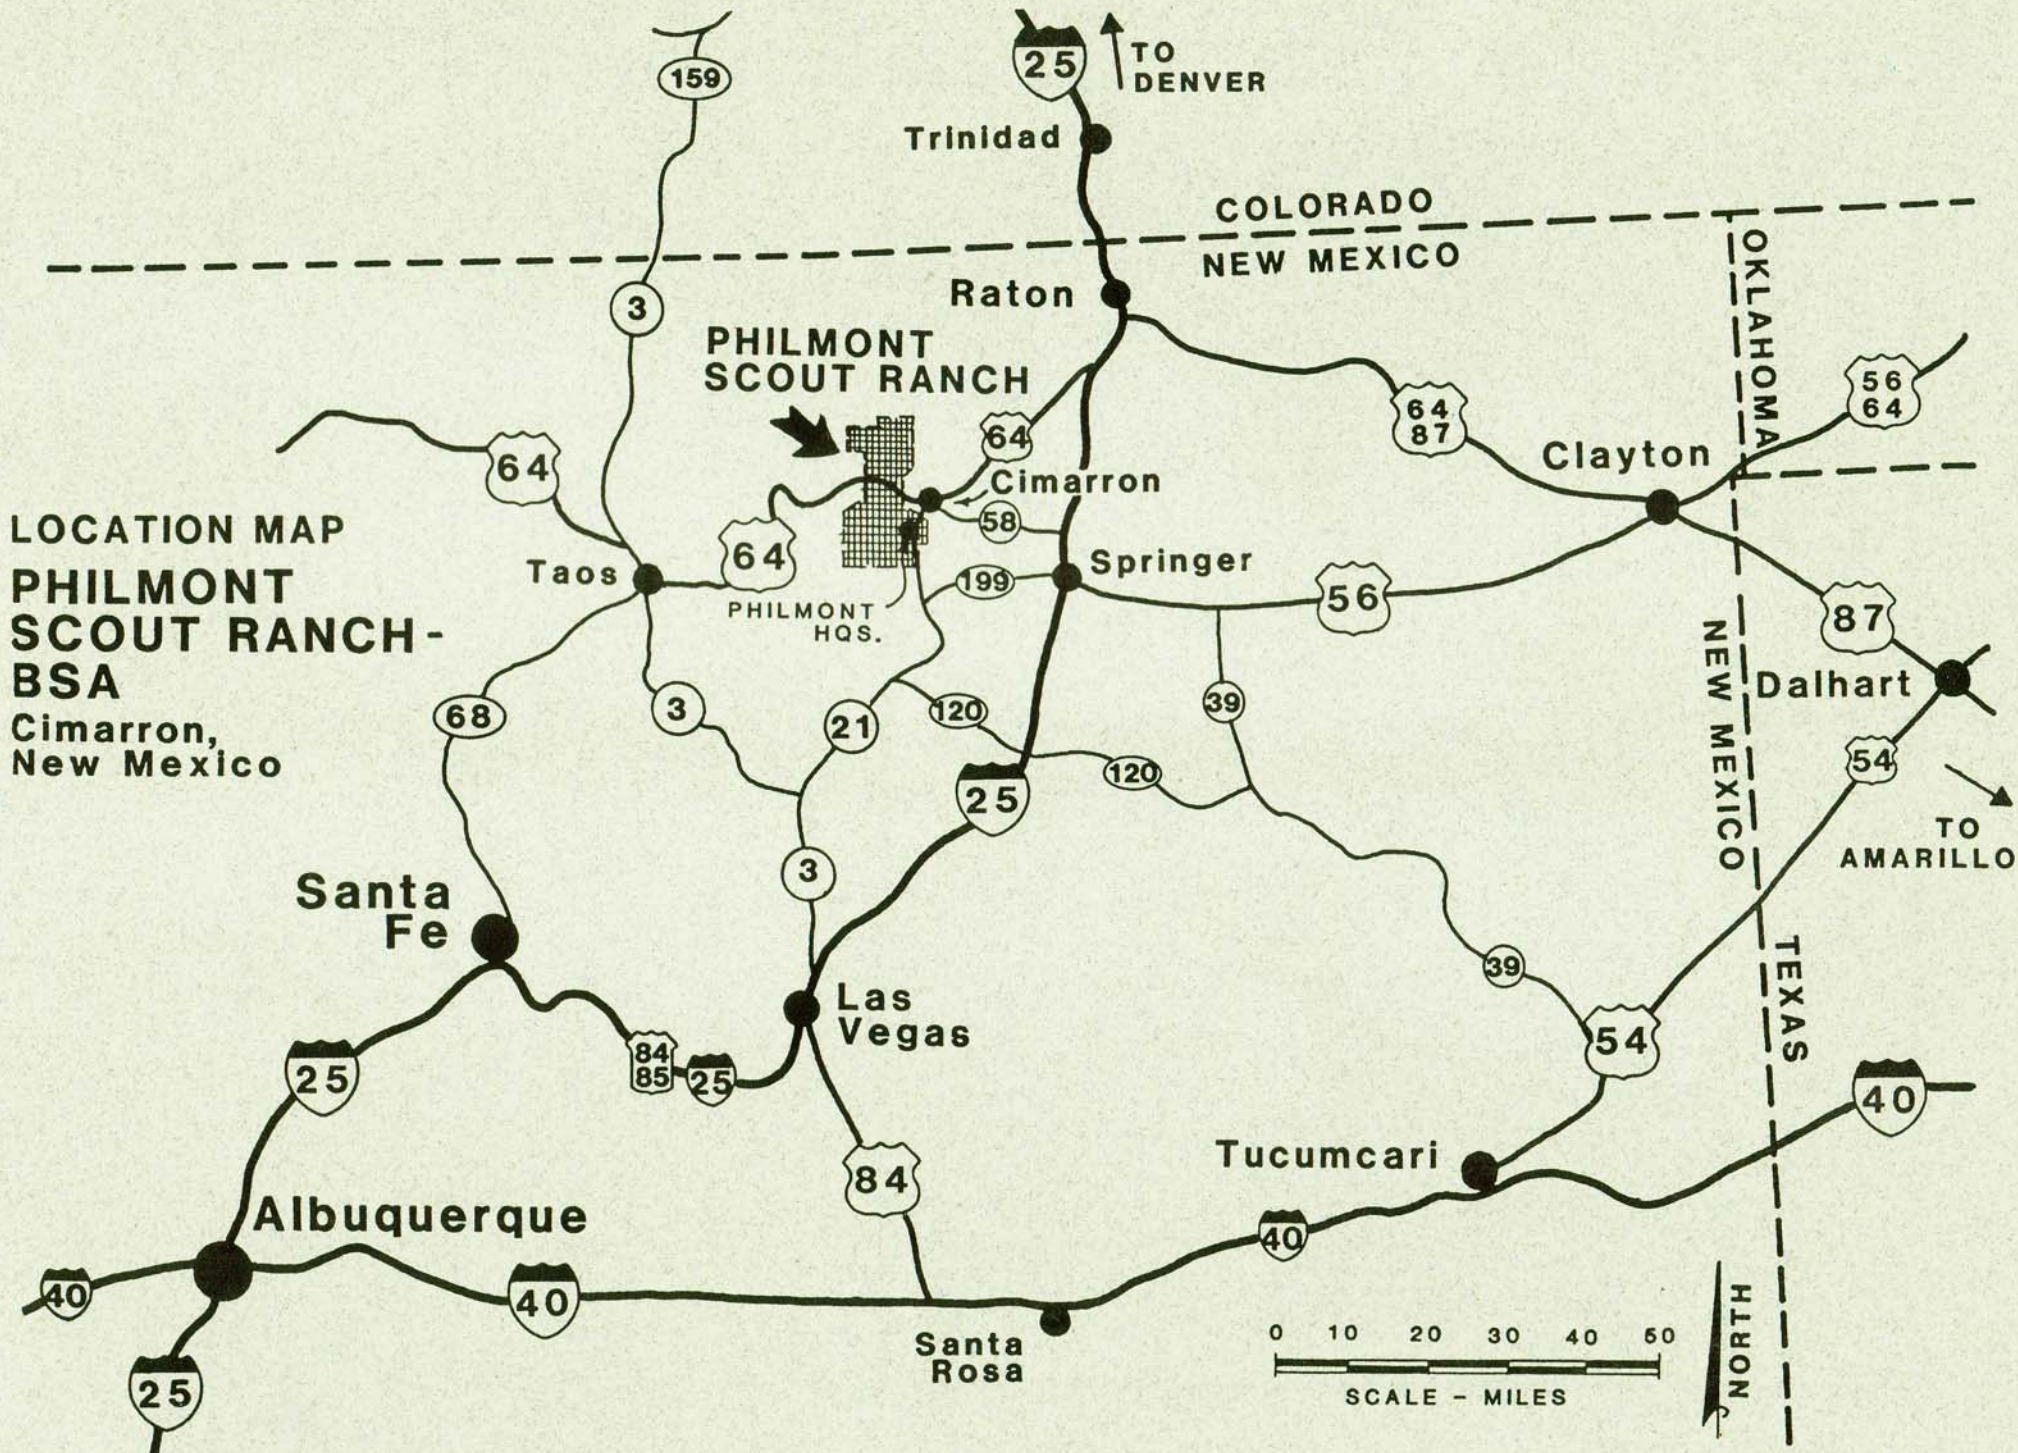 159
25
TO
DENVER
Trinidad
COLORADO
NEW MEXICO
OKLAHOMA
Raton
3
PHILMONT
SCOUT RANCH
64
64
87
56
64
Clayton
64
Cimarron
58
LOCATION MAP
PHILMONT
SCOUT RANCH-
BSA
Cimarron,
New Mexico
Taos
64
199
Springer
56
87
PHILMONT
HQS.
NEW MEXICO
Dalhart
68
3
21
120
39
120
54
25
TO
AMARILLO
3
Santa
Fe
39
TEXAS
Las
Vegas
54
25
84
85
25
40
84
Tucumcari
Albuquerque
40
40
40
Santa
Rosa
25
0 10 20 30 40 50
SCALE - MILES
NORTH